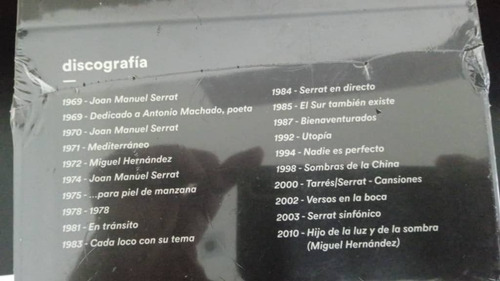 discografía
1969 - Joan Manuel Serrat
1969 - Dedicado a Antonio Machado, poeta
1970 - Joan Manuel Serrat
1971 - Mediterráneo
1972 - Miguel Hernández
1974 - Joan Manuel Serrat
1975 - ...para piel de manzana
1978 - 1978
1981 - En tránsito
1983 - Cada loco con su tema
1984 - Serrat en directo
1985 - El Sur también existe
1987 - Bienaventurados
1992 - Utopía
1994 - Nadie es perfecto
1998 - Sombras de la China
2000 - Tarrés/Serrat - Cansiones
2002 - Versos en la boca
2003 - Serrat sinfónico
2010 - Hijo de la luz y de la sombra
(Miguel Hernández)